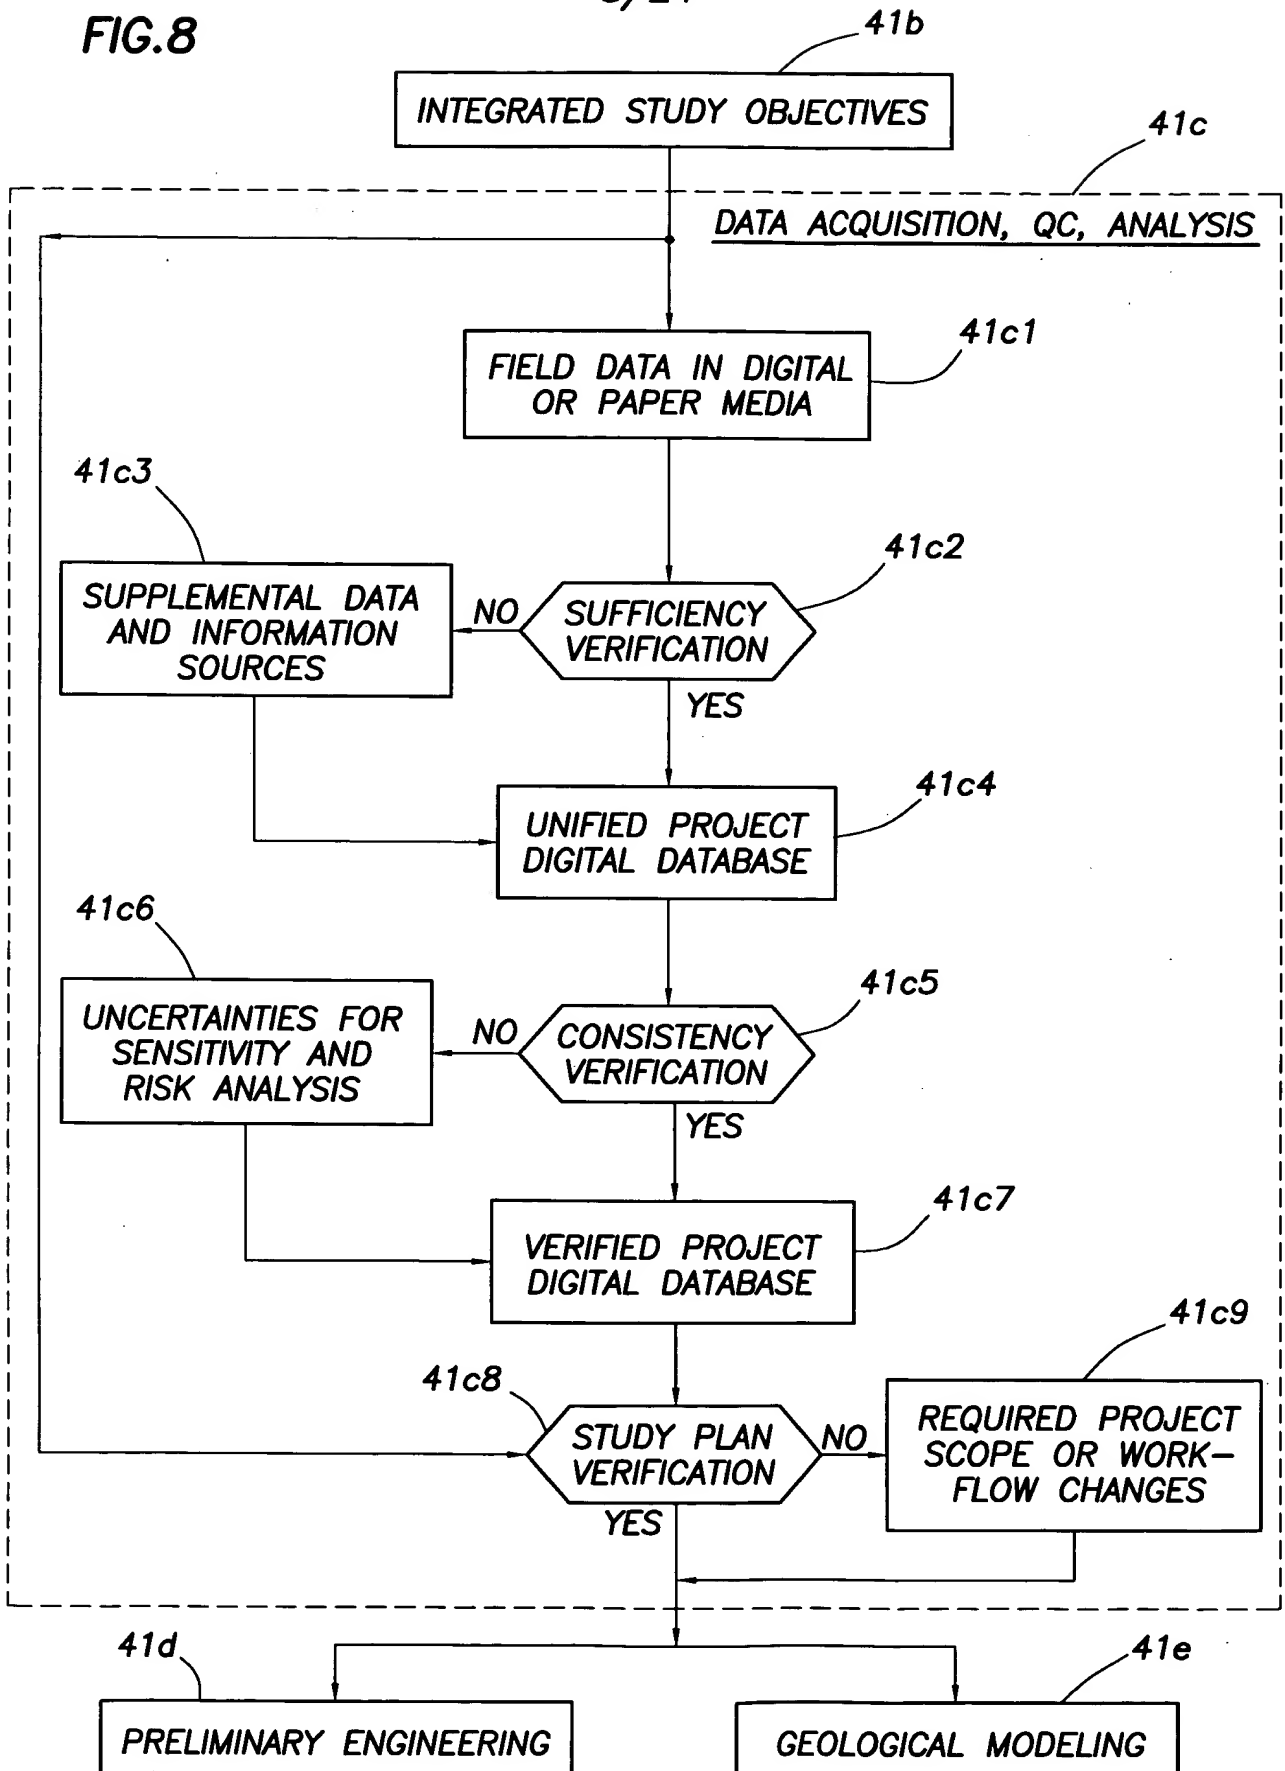 FIG.8
41b
INTEGRATED STUDY OBJECTIVES
41c
DATA ACQUISITION, QC, ANALYSIS
41c1
FIELD DATA IN DIGITAL
OR PAPER MEDIA
41c3
41c2
SUPPLEMENTAL DATA
AND INFORMATION
SOURCES
NO
SUFFICIENCY
VERIFICATION
YES
41c4
UNIFIED PROJECT
DIGITAL DATABASE
41c6
41c5
UNCERTAINTIES FOR
SENSITIVITY AND
RISK ANALYSIS
NO
CONSISTENCY
VERIFICATION
YES
41c7
VERIFIED PROJECT
DIGITAL DATABASE
41c9
41c8
STUDY PLAN
VERIFICATION
NO
REQUIRED PROJECT
SCOPE OR WORK-
FLOW CHANGES
YES
41d
41e
PRELIMINARY ENGINEERING
GEOLOGICAL MODELING